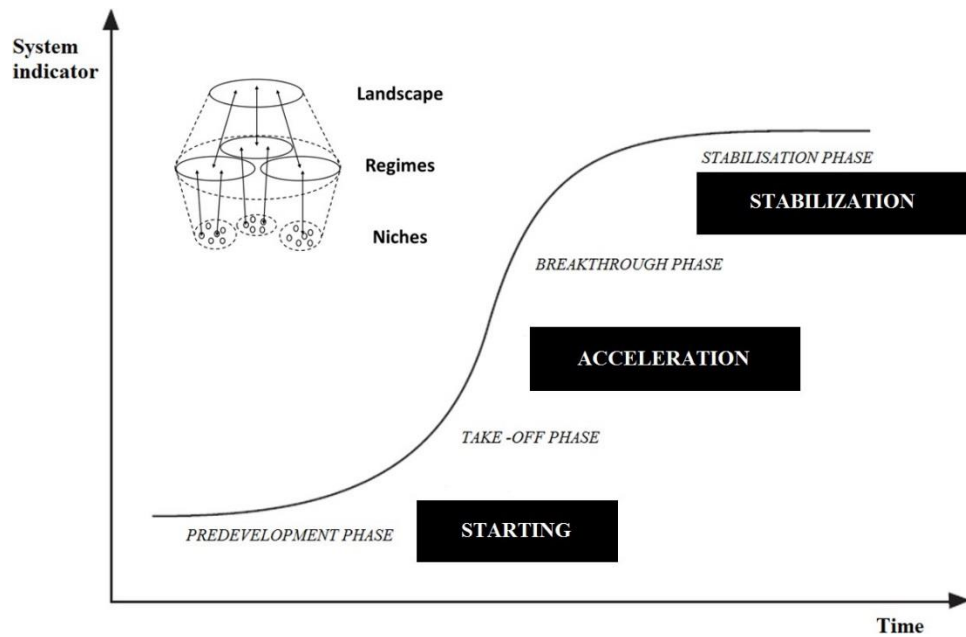 System
indicator
Landscape
Regimes
Niches
STABILISATION PHASE
STABILIZATION
BREAKTHROUGH PHASE
ACCELERATION
TAKE -OFF PHASE
STARTING
PREDEVELOPMENT PHASE
Time